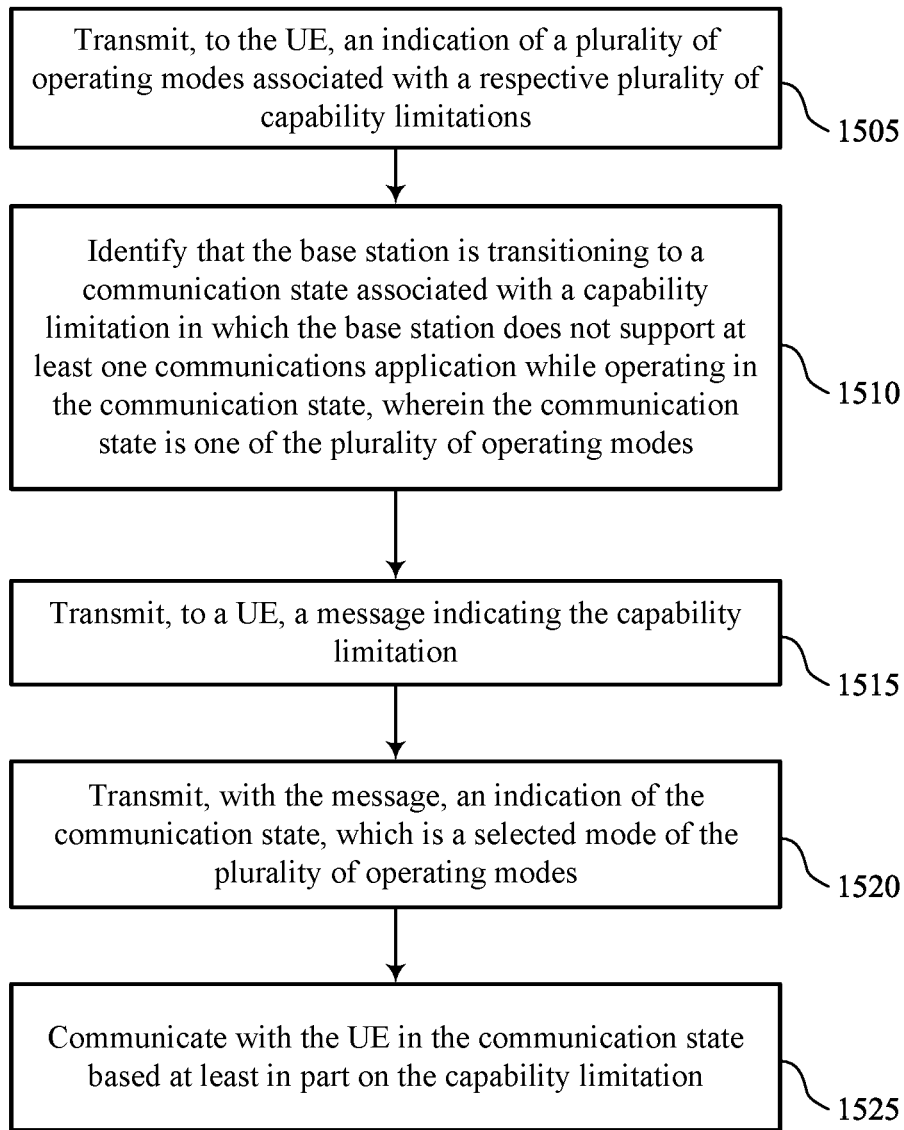 Transmit, to the UE, an indication of a plurality of
operating modes associated with a respective plurality of
capability limitations
1505
Identify that the base station is transitioning to a
communication state associated with a capability
limitation in which the base station does not support at
least one communications application while operating in
the communication state, wherein the communication
state is one of the plurality of operating modes
1510
Transmit, to a UE, a message indicating the capability
limitation
1515
Transmit, with the message, an indication of the
communication state, which is a selected mode of the
plurality of operating modes
1520
Communicate with the UE in the communication state
based at least in part on the capability limitation
1525